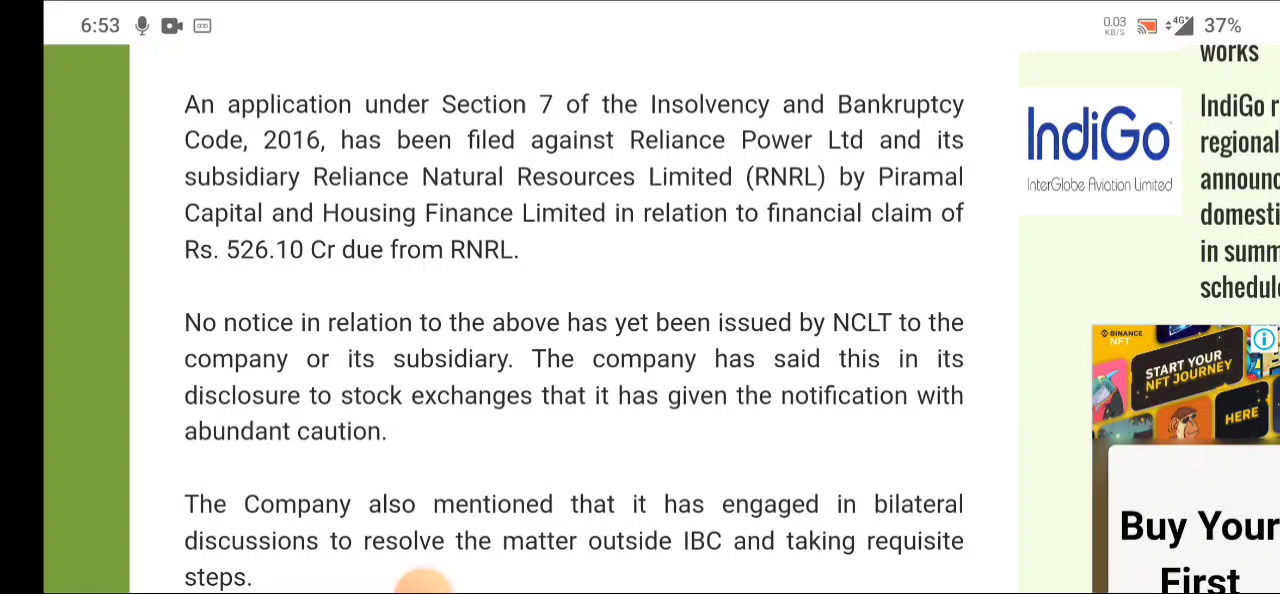 6:53
0.03
KB/S
4G+
37%
An application under Section 7 of the Insolvency and Bankruptcy
Code, 2016, has been filed against Reliance Power Ltd and its
subsidiary Reliance Natural Resources Limited (RNRL) by Piramal
Capital and Housing Finance Limited in relation to financial claim of
Rs. 526.10 Cr due from RNRL.
No notice in relation to the above has yet been issued by NCLT to the
company or its subsidiary. The company has said this in its
disclosure to stock exchanges that it has given the notification with
abundant caution.
The Company also mentioned that it has engaged in bilateral
discussions to resolve the matter outside IBC and taking requisite
steps.
works
IndiGo
InterGlobe Aviation Limited
IndiGo r
regional
announc
domesti
in summ
schedule
BINANCE
NFT
START YOUR
NFT JOURNEY
HERE
Buy Your
First